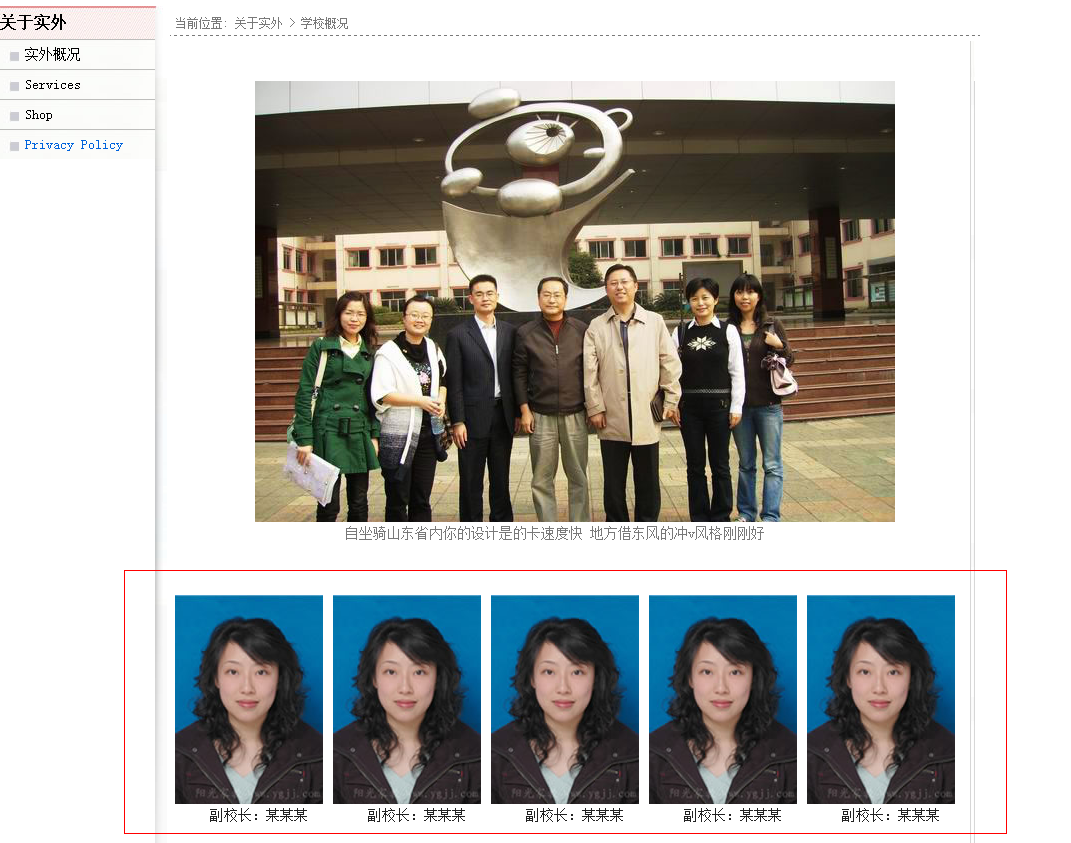 关于实外
实外概况
Services
Shop
Privacy Policy
当前位置: 关于实外 > 学校概况
自坐骑山东省内你的设计是的卡速度快 地方借东风的冲v风格刚刚好
副校长：某某某
副校长：某某某
副校长：某某某
副校长：某某某
副校长：某某某